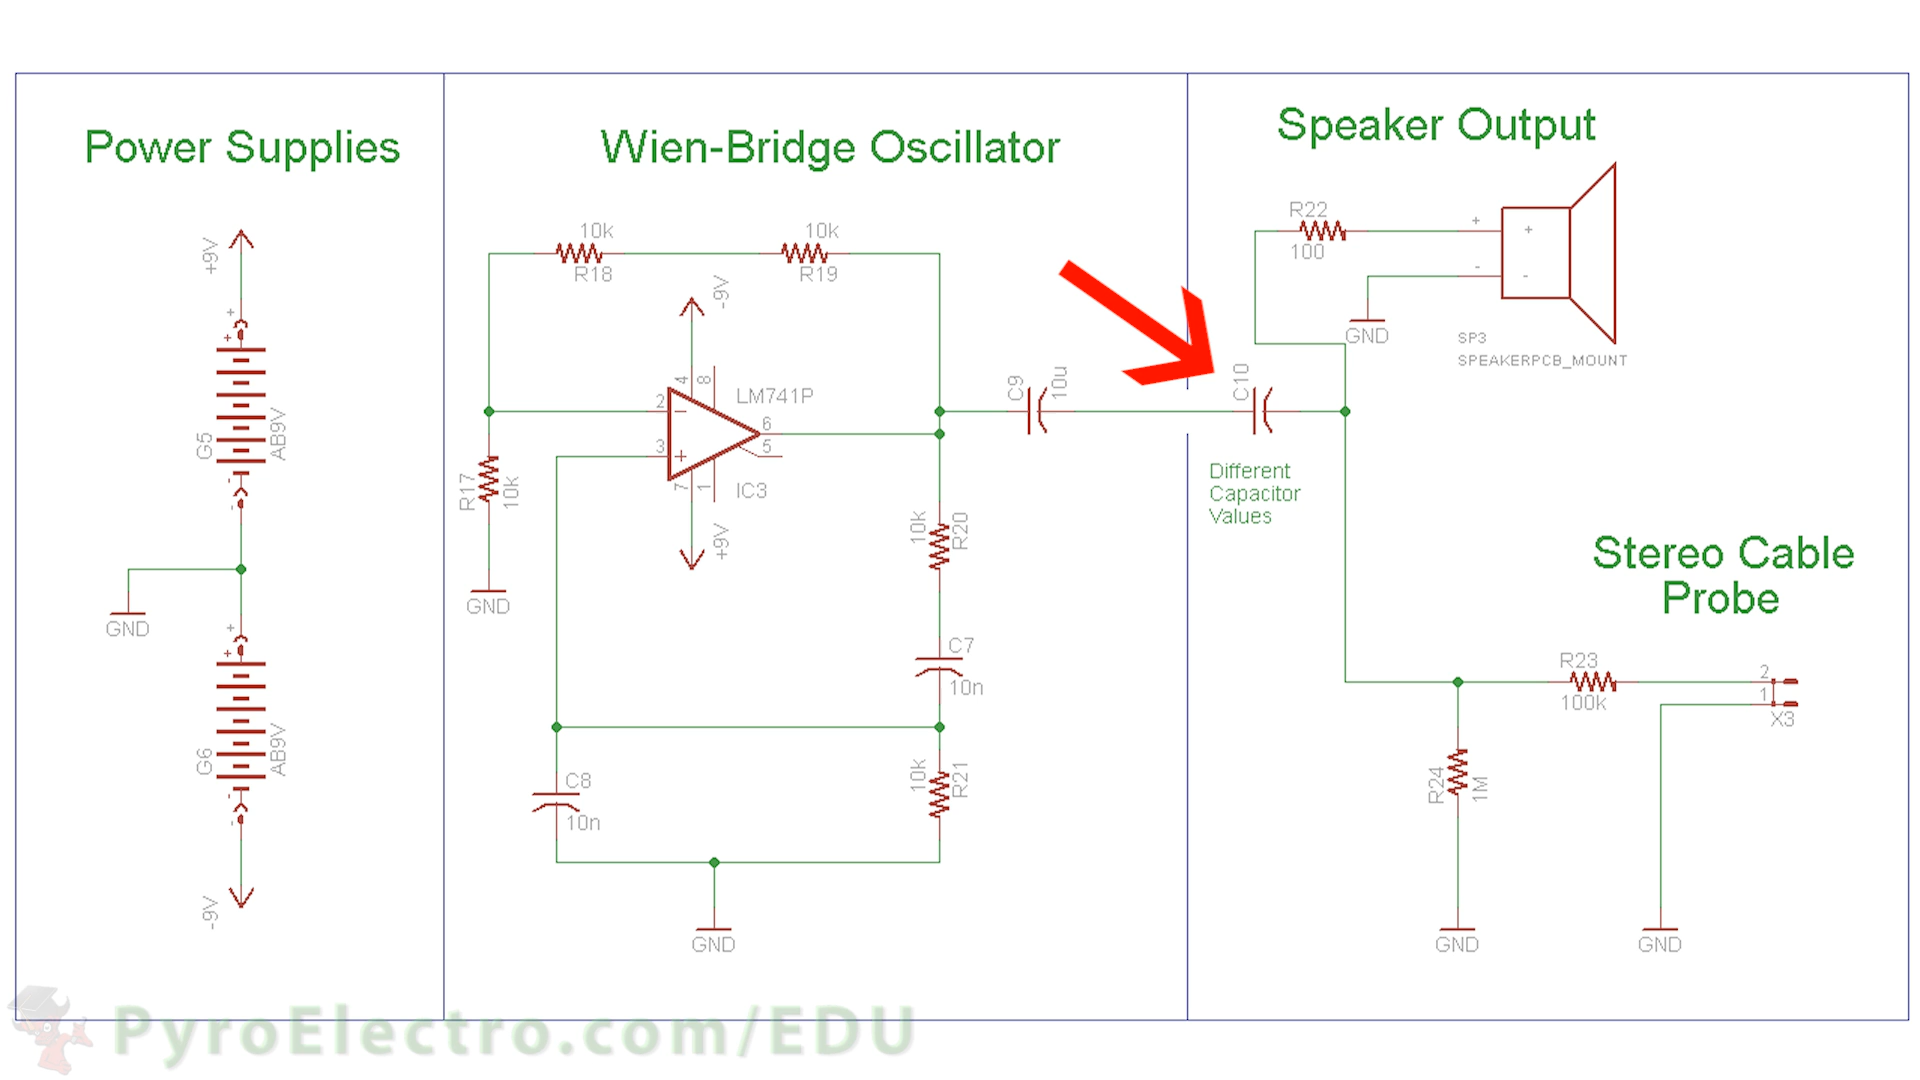 Power Supplies
+9V
+
+
G5
AB9V
-
-
GND
+
+
G6
AB9V
-
-
-9V
Wien-Bridge Oscillator
10k
R18
10k
R19
-9V
4
8
LM741P
2
-
6
3
+
5
7
1
IC3
+9V
R17
10k
GND
10k
R20
C7
10n
C8
10n
10k
R21
GND
C9
10u
Speaker Output
R22
100
+
+
-
-
GND
SP3
SPEAKERPCB_MOUNT
C10
Different
Capacitor
Values
Stereo Cable
Probe
R23
100k
2
1
X3
R24
1M
GND
GND
PyroElectro.com/EDU